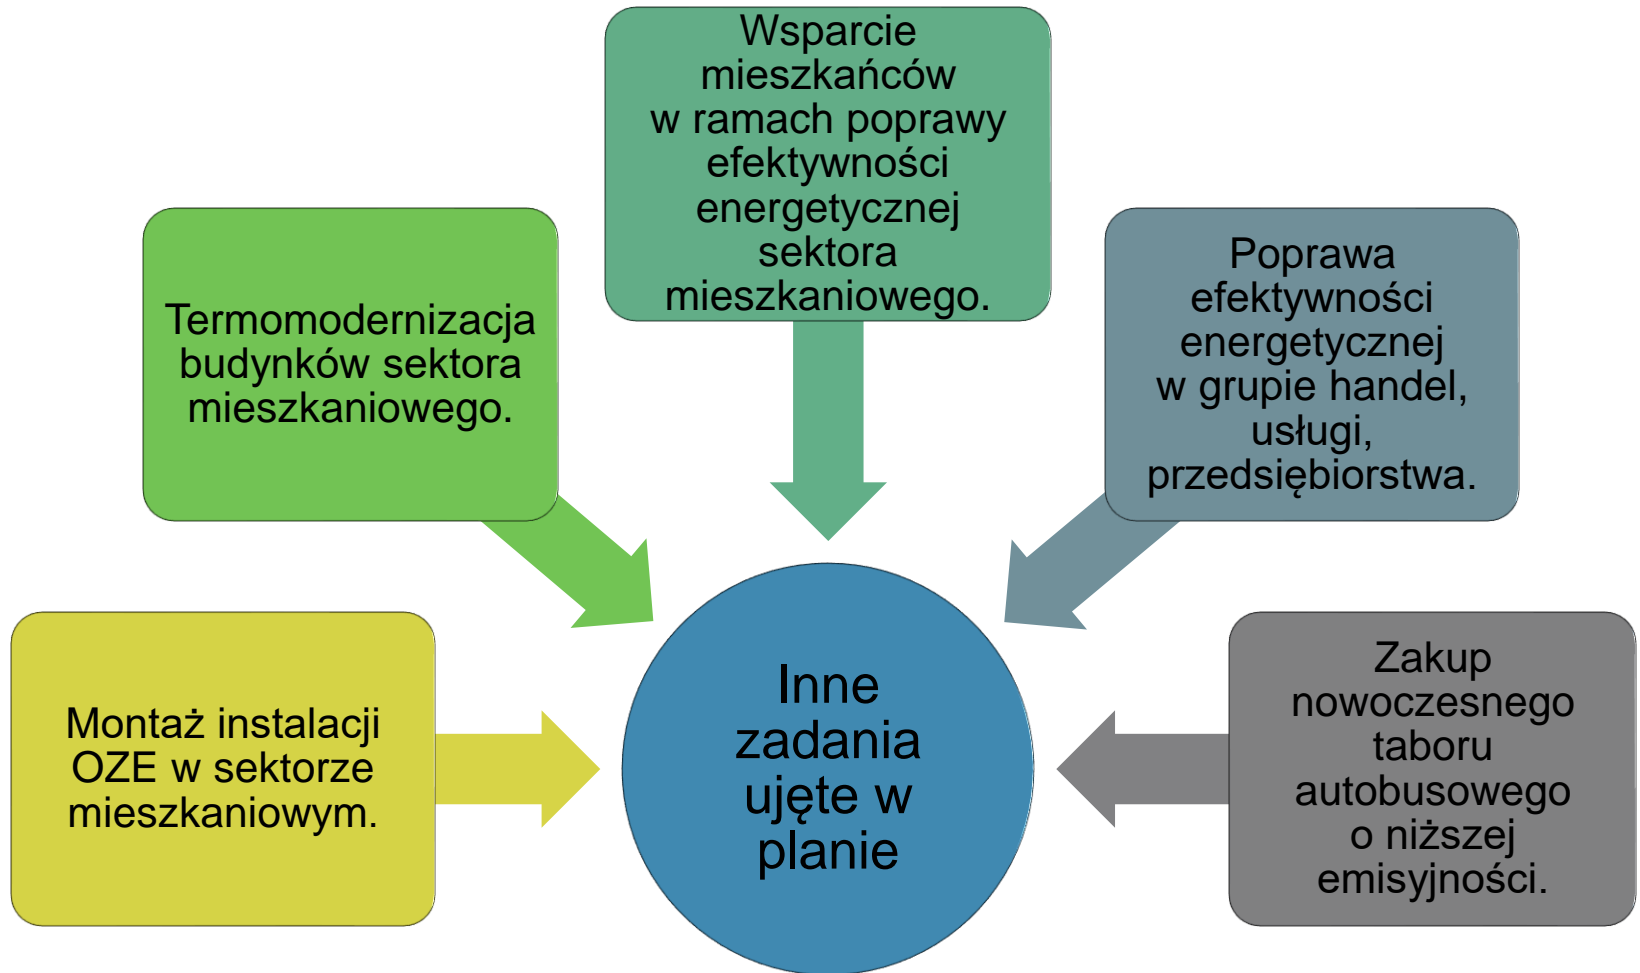 Wsparcie
mieszkańców
w ramach poprawy
efektywności
energetycznej
sektora
mieszkaniowego.
Termomodernizacja
budynków sektora
mieszkaniowego.
Poprawa
efektywności
energetycznej
w grupie handel,
usługi,
przedsiębiorstwa.
Montaż instalacji
OZE w sektorze
mieszkaniowym.
Inne
zadania
ujęte w
planie
Zakup
nowoczesnego
taboru
autobusowego
o niższej
emisyjności.